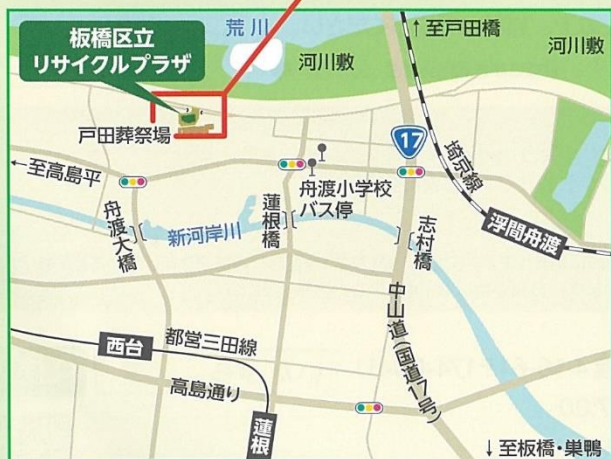 板橋区立
リサイクルプラザ
荒川
河川敷
↑至戸田橋
河川敷
戸田葬祭場
17
埼京線
←至高島平
舟渡小学校
バス停
舟渡大橋
新河岸川
蓮根橋
志村橋
浮間舟渡
中山道(国道17号)
西台
都営三田線
高島通り
蓮根
↓至板橋・巣鴨